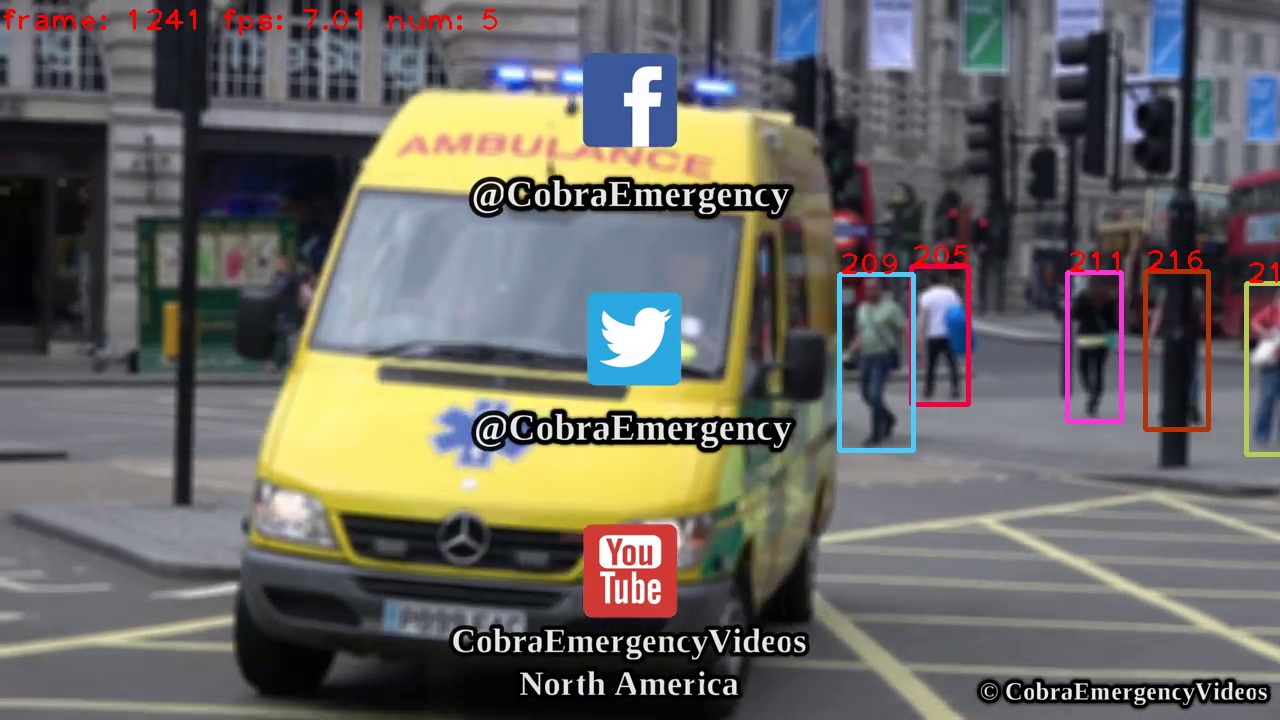 frame: 1241 fps: 7.01 num: 5
AMBULANCE
f
@CobraEmergency
209
205
211
216
@CobraEmergency
You
Tube
CobraEmergencyVideos
North America
© CobraEmergencyVideos